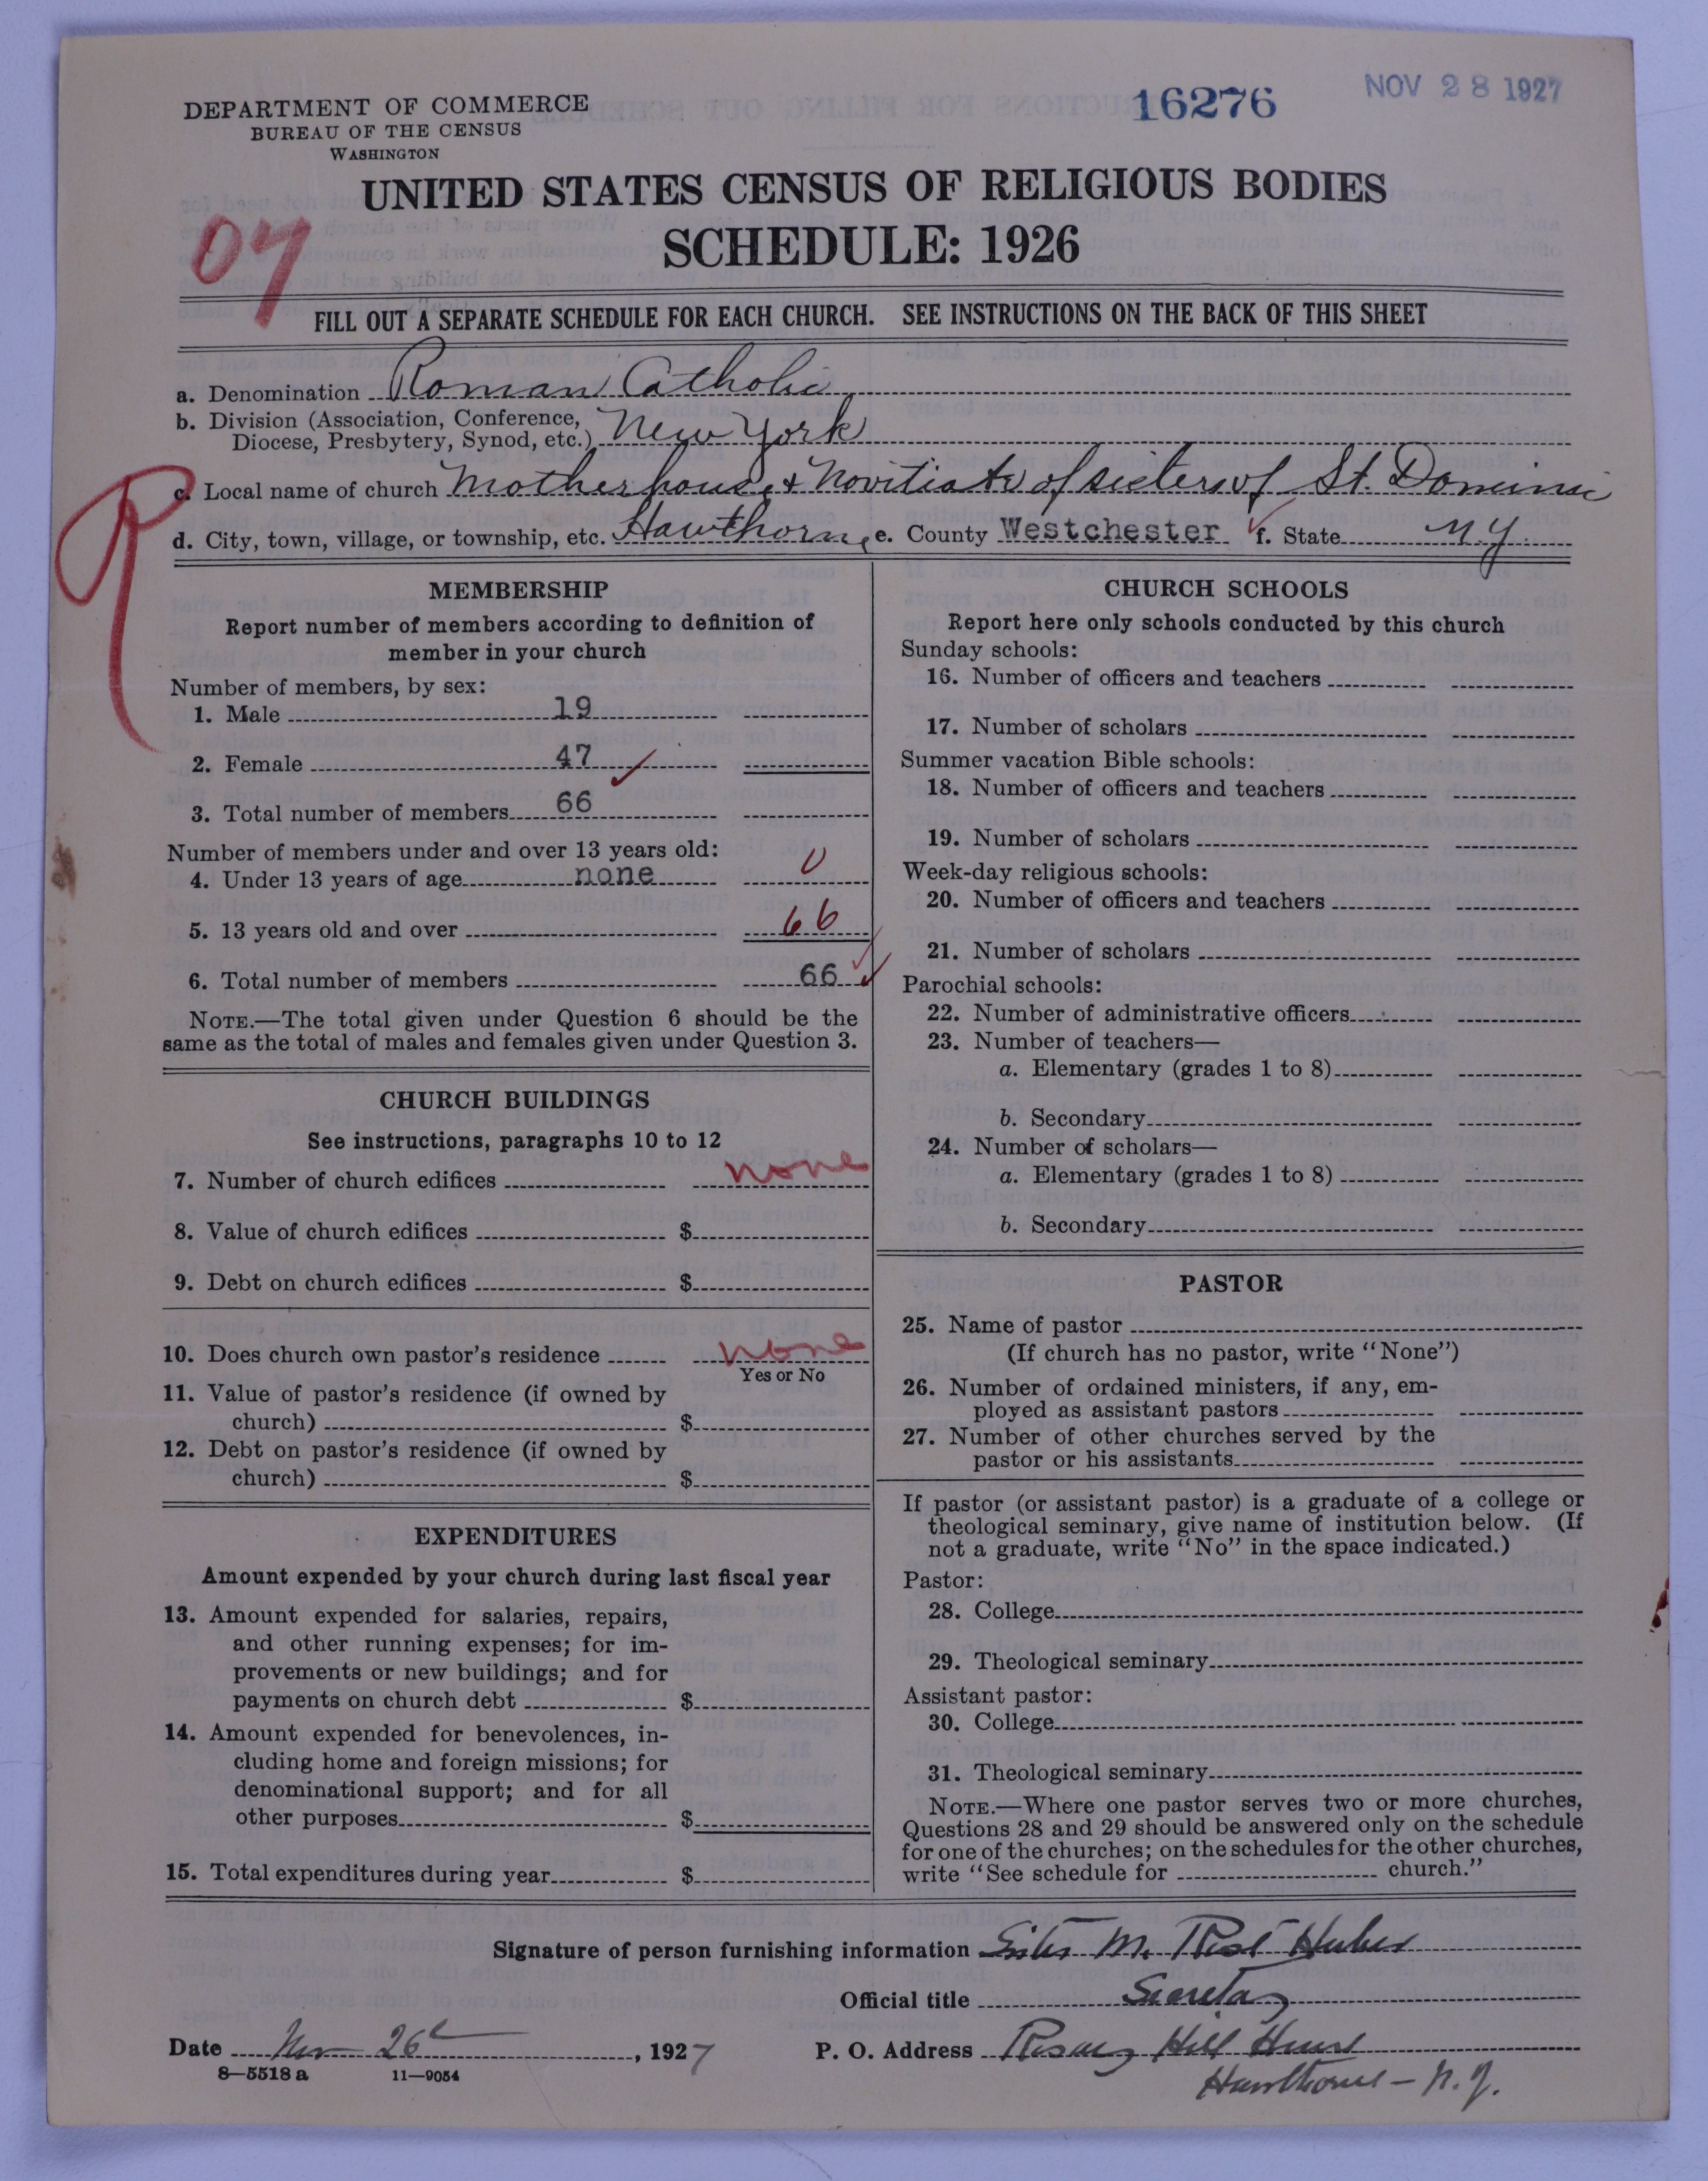 16276
NOV 28 1927
DEPARTMENT OF COMMERCE
BUREAU OF THE CENSUS
WASHINGTON
UNITED STATES CENSUS OF RELIGIOUS BODIES
SCHEDULE: 1926
07
FILL OUT A SEPARATE SCHEDULE FOR EACH CHURCH. SEE INSTRUCTIONS ON THE BACK OF THIS SHEET
a. Denomination Roman Catholic
b. Division (Association, Conference,
Diocese, Presbytery, Synod, etc.) New York
c. Local name of church Motherhouse & Novitiate of sisters of St. Dominic
d. City, town, village, or township, etc. Hawthorne e. County Westchester f. State N.Y.
MEMBERSHIP
Report number of members according to definition of
member in your church
Number of members, by sex:
1. Male 19
2. Female 47
3. Total number of members 66
Number of members under and over 13 years old:
4. Under 13 years of age none 0
5. 13 years old and over 66
6. Total number of members 66
NOTE.—The total given under Question 6 should be the
same as the total of males and females given under Question 3.
CHURCH BUILDINGS
See instructions, paragraphs 10 to 12
7. Number of church edifices none
8. Value of church edifices $
9. Debt on church edifices $
10. Does church own pastor's residence none
Yes or No
11. Value of pastor's residence (if owned by
church) $
12. Debt on pastor's residence (if owned by
church) $
EXPENDITURES
Amount expended by your church during last fiscal year
13. Amount expended for salaries, repairs,
and other running expenses; for im-
provements or new buildings; and for
payments on church debt $
14. Amount expended for benevolences, in-
cluding home and foreign missions; for
denominational support; and for all
other purposes $
15. Total expenditures during year $
CHURCH SCHOOLS
Report here only schools conducted by this church
Sunday schools:
16. Number of officers and teachers
17. Number of scholars
Summer vacation Bible schools:
18. Number of officers and teachers
19. Number of scholars
Week-day religious schools:
20. Number of officers and teachers
21. Number of scholars
Parochial schools:
22. Number of administrative officers
23. Number of teachers—
a. Elementary (grades 1 to 8)
b. Secondary
24. Number of scholars—
a. Elementary (grades 1 to 8)
b. Secondary
PASTOR
25. Name of pastor
(If church has no pastor, write "None")
26. Number of ordained ministers, if any, em-
ployed as assistant pastors
27. Number of other churches served by the
pastor or his assistants
If pastor (or assistant pastor) is a graduate of a college or
theological seminary, give name of institution below. (If
not a graduate, write "No" in the space indicated.)
Pastor:
28. College
29. Theological seminary
Assistant pastor:
30. College
31. Theological seminary
NOTE.—Where one pastor serves two or more churches,
Questions 28 and 29 should be answered only on the schedule
for one of the churches; on the schedules for the other churches,
write "See schedule for church."
Signature of person furnishing information Sister M. Rose Huber
Official title Secretary
Date Nov 26th, 1927 P. O. Address Rosary Hill Home
8—5518 a 11—9054
Hawthorne – N.Y.